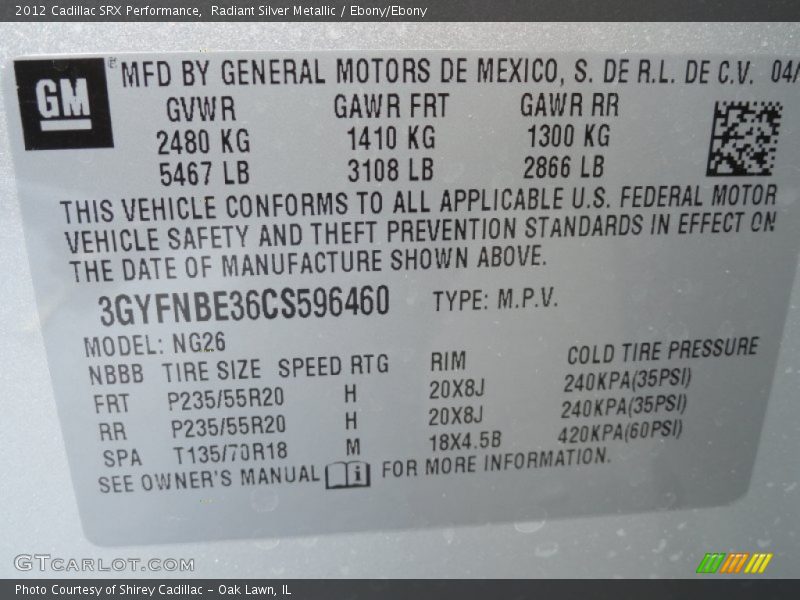 2012 Cadillac SRX Performance, Radiant Silver Metallic / Ebony/Ebony
GM ® MFD BY GENERAL MOTORS DE MEXICO, S. DE R.L. DE C.V. 04/
GVWR GAWR FRT GAWR RR
2480 KG 1410 KG 1300 KG
5467 LB 3108 LB 2866 LB
THIS VEHICLE CONFORMS TO ALL APPLICABLE U.S. FEDERAL MOTOR
VEHICLE SAFETY AND THEFT PREVENTION STANDARDS IN EFFECT ON
THE DATE OF MANUFACTURE SHOWN ABOVE.
3GYFNBE36CS596460 TYPE: M.P.V.
MODEL: NG26
NBBB TIRE SIZE SPEED RTG RIM COLD TIRE PRESSURE
FRT P235/55R20 H 20X8J 240KPA(35PSI)
RR P235/55R20 H 20X8J 240KPA(35PSI)
SPA T135/70R18 M 18X4.5B 420KPA(60PSI)
SEE OWNER'S MANUAL i FOR MORE INFORMATION.
GTCARLOT.COM
Photo Courtesy of Shirey Cadillac - Oak Lawn, IL